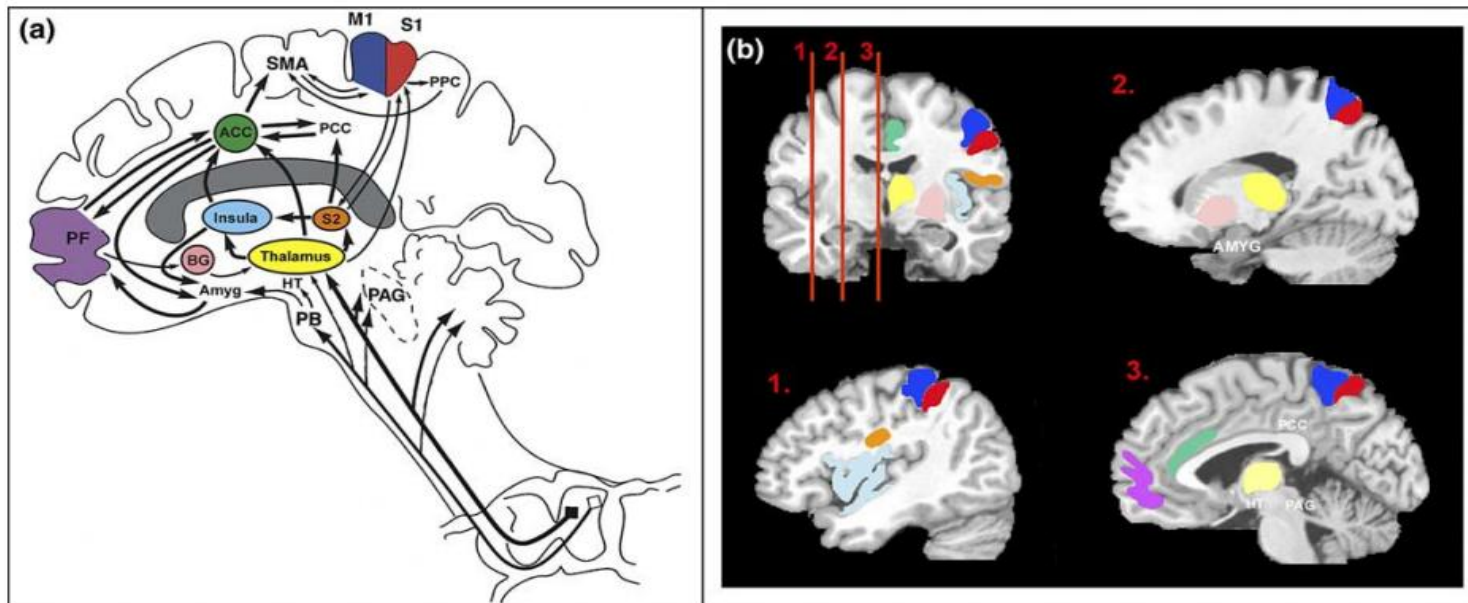 (a)
M1
S1
SMA
PPC
ACC
PCC
Insula
S2
PF
BG
Thalamus
Amyg
HT
PAG
PB
(b)
1 2 3
2.
AMYG
1.
3.
PCC
HT
PAG